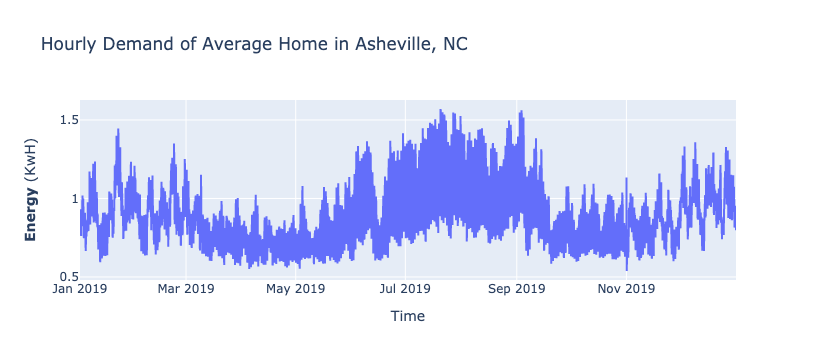 Hourly Demand of Average Home in Asheville, NC
Energy (KwH)
1.5
1
0.5
Jan 2019
Mar 2019
May 2019
Jul 2019
Sep 2019
Nov 2019
Time